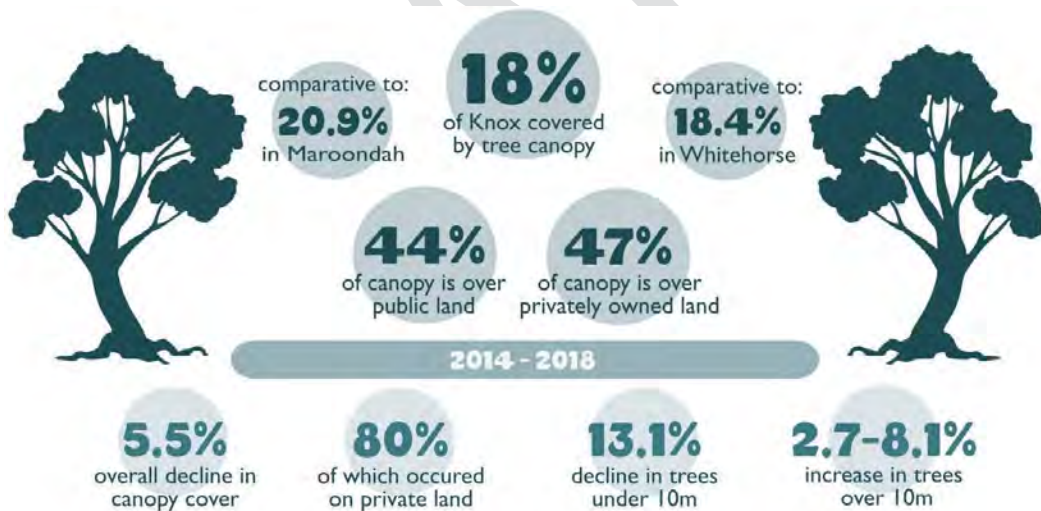 comparative to:
20.9%
in Maroondah
18%
of Knox covered
by tree canopy
comparative to:
18.4%
in Whitehorse
44%
of canopy is over
public land
47%
of canopy is over
privately owned land
2014 - 2018
5.5%
overall decline in
canopy cover
80%
of which occured
on private land
13.1%
decline in trees
under 10m
2.7-8.1%
increase in trees
over 10m